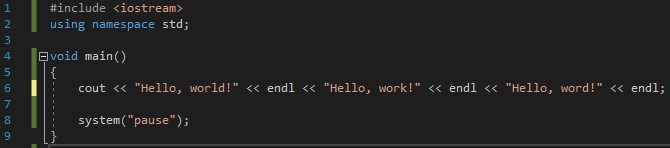 1 #include <iostream>
2 using namespace std;
3
4 void main()
5 {
6 cout << "Hello, world!" << endl << "Hello, work!" << endl << "Hello, word!" << endl;
7
8 system("pause");
9 }